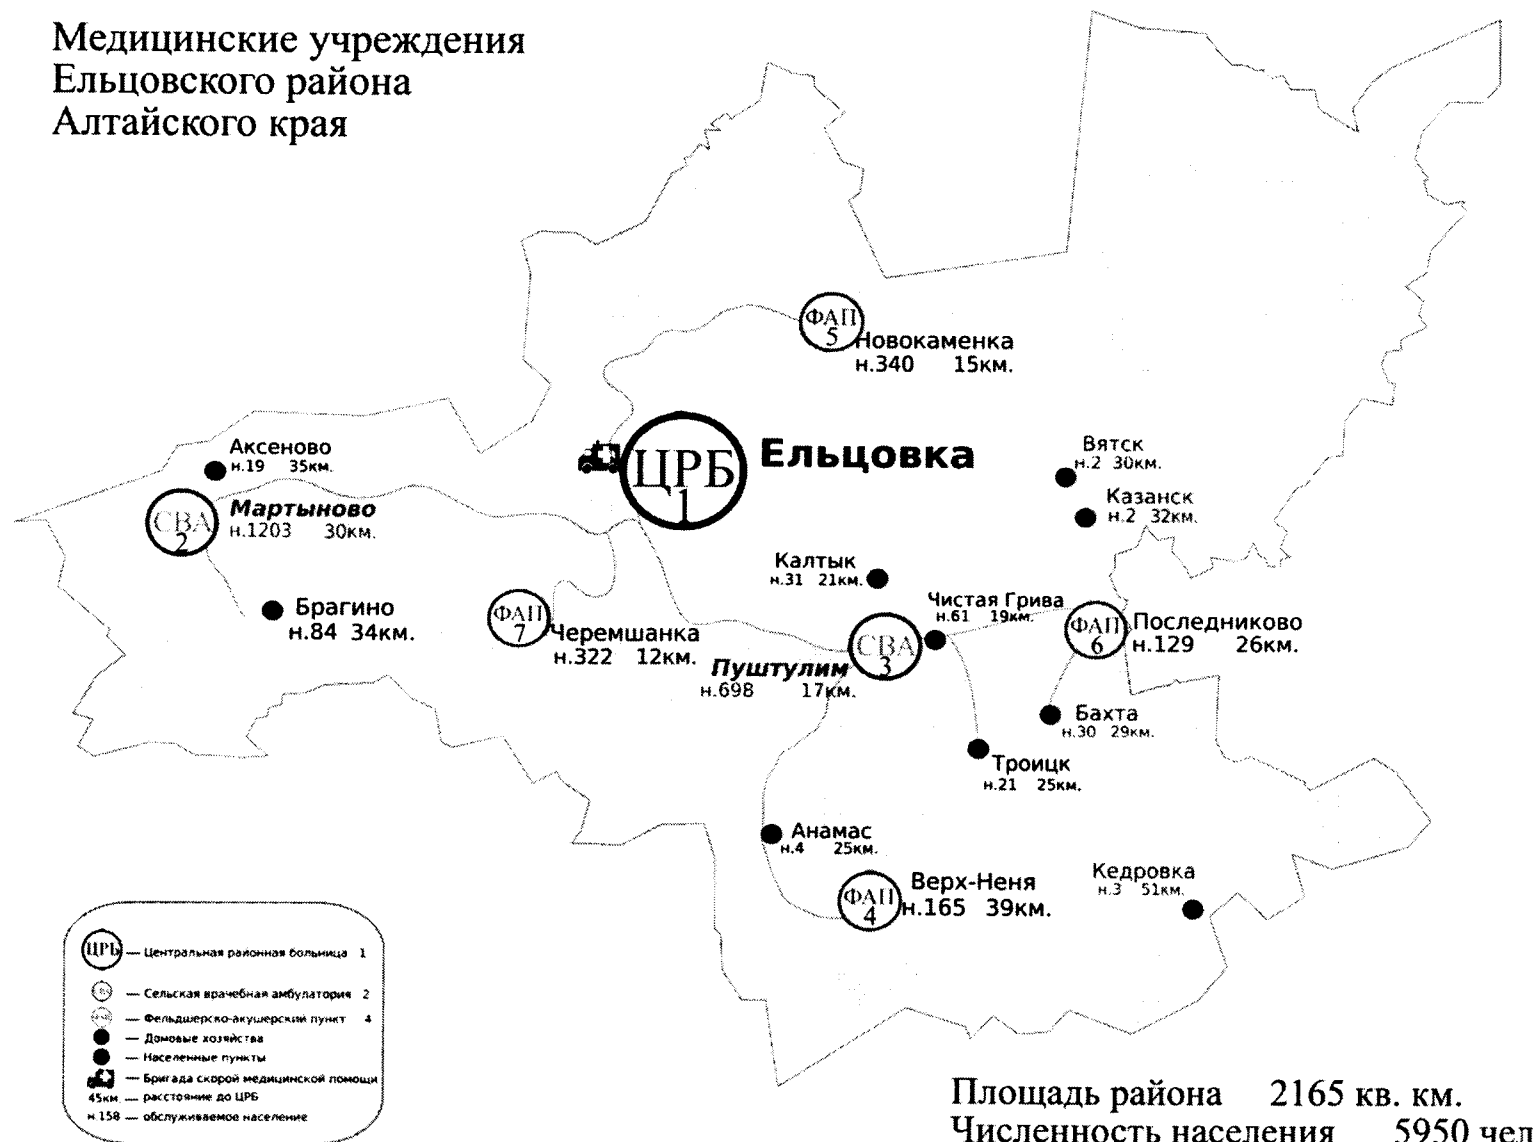 Медицинские учреждения
Ельцовского района
Алтайского края
ФАП
5
Новокаменка
н.340 15км.
ЦРБ
1
Ельцовка
Аксеново
н.19 35км.
СВА
2
Мартыново
н.1203 30км.
Вятск
н.2 30км.
Казанск
н.2 32км.
Калтык
н.31 21км.
Брагино
н.84 34км.
ФАП
7
Черемшанка
н.322 12км.
Чистая Грива
н.61 19км.
СВА
3
Пуштулим
н.698 17км.
ФАП
6
Последниково
н.129 26км.
Бахта
н.30 29км.
Троицк
н.21 25км.
Анамас
н.4 25км.
ФАП
4
Верх-Неня
н.165 39км.
Кедровка
н.3 51км.
ЦРБ — Центральная районная больница 1
СВА — Сельская врачебная амбулатория 2
— Фельдшерско-акушерский пункт 4
— Домовые хозяйства
— Населенные пункты
— Бригада скорой медицинской помощи
45км — расстояние до ЦРБ
н 158 — обслуживаемое население
Площадь района 2165 кв. км.
Численность населения 5950 чел